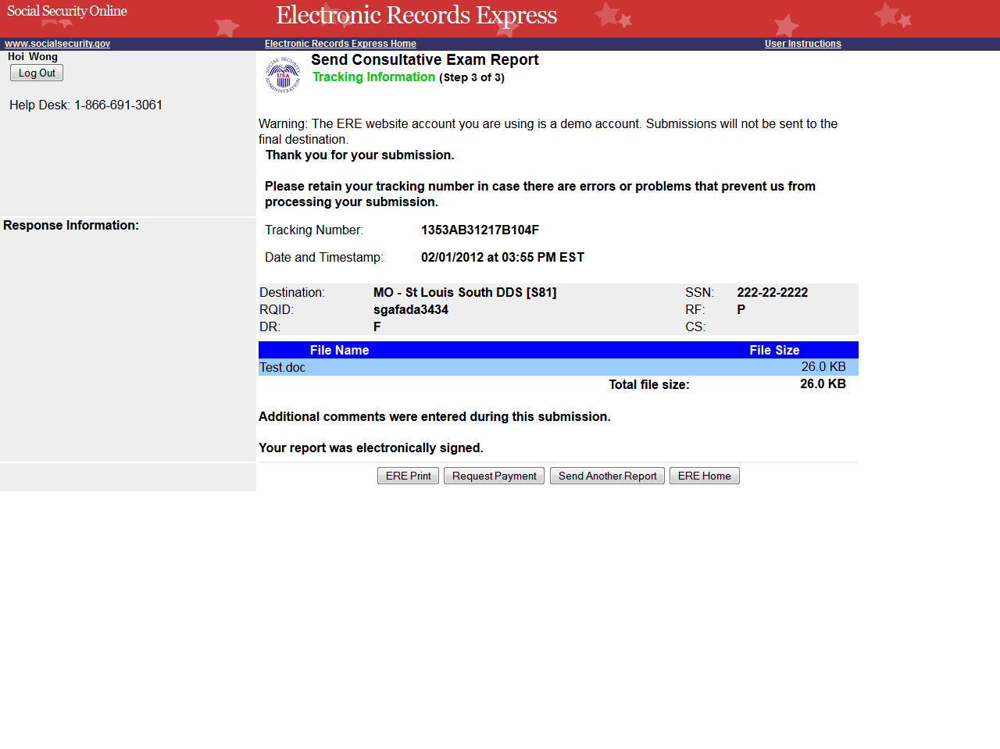 Social Security Online
Electronic Records Express
www.socialsecurity.gov
Electronic Records Express Home
User Instructions
Hoi Wong
Log Out
Help Desk: 1-866-691-3061
SOCIAL SECURITY ADMINISTRATION
USA
Send Consultative Exam Report
Tracking Information (Step 3 of 3)
Warning: The ERE website account you are using is a demo account. Submissions will not be sent to the
final destination.
Thank you for your submission.
Please retain your tracking number in case there are errors or problems that prevent us from
processing your submission.
Response Information:
Tracking Number: 1353AB31217B104F
Date and Timestamp: 02/01/2012 at 03:55 PM EST
Destination: MO - St Louis South DDS [S81] SSN: 222-22-2222
RQID: sgafada3434 RF: P
DR: F CS:
File Name File Size
Test.doc 26.0 KB
Total file size: 26.0 KB
Additional comments were entered during this submission.
Your report was electronically signed.
ERE Print Request Payment Send Another Report ERE Home